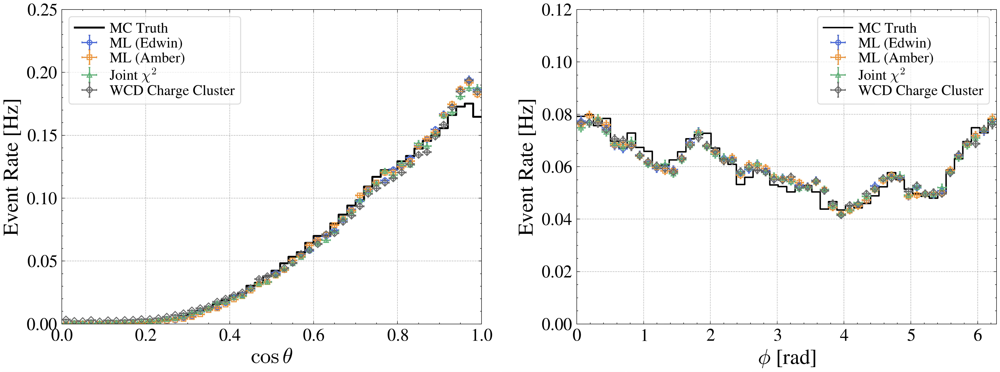 Event Rate [Hz]
0.25
0.20
0.15
0.10
0.05
0.00
MC Truth
ML (Edwin)
ML (Amber)
Joint χ²
WCD Charge Cluster
0.0 0.2 0.4 0.6 0.8 1.0
cos θ
Event Rate [Hz]
0.12
0.10
0.08
0.06
0.04
0.02
0.00
MC Truth
ML (Edwin)
ML (Amber)
Joint χ²
WCD Charge Cluster
0 1 2 3 4 5 6
ϕ [rad]